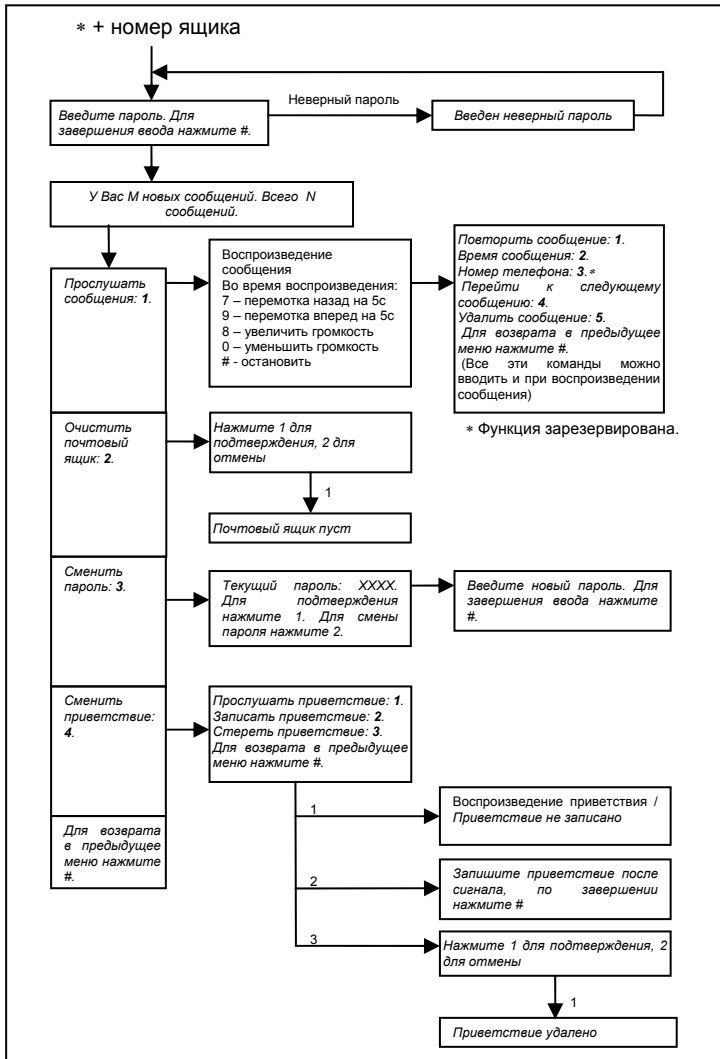 ∗ + номер ящика
Неверный пароль
Введите пароль. Для
завершения ввода нажмите #.
Введен неверный пароль
У Вас М новых сообщений. Всего N
сообщений.
Прослушать
сообщения: 1.
Воспроизведение
сообщения
Во время воспроизведения:
7 – перемотка назад на 5с
9 – перемотка вперед на 5с
8 – увеличить громкость
0 – уменьшить громкость
# - остановить
Повторить сообщение: 1.
Время сообщения: 2.
Номер телефона: 3.∗
Перейти к следующему
сообщению: 4.
Удалить сообщение: 5.
Для возврата в предыдущее
меню нажмите #.
(Все эти команды можно
вводить и при воспроизведении
сообщения)
∗ Функция зарезервирована.
Очистить
почтовый
ящик: 2.
Нажмите 1 для
подтверждения, 2 для
отмены
1
Почтовый ящик пуст
Сменить
пароль: 3.
Текущий пароль: XXXX.
Для подтверждения
нажмите 1. Для смены
пароля нажмите 2.
Введите новый пароль. Для
завершения ввода нажмите
#.
Сменить
приветствие:
4.
Прослушать приветствие: 1.
Записать приветствие: 2.
Стереть приветствие: 3.
Для возврата в предыдущее
меню нажмите #.
Для возврата
в предыдущее
меню нажмите
#.
1
Воспроизведение приветствия /
Приветствие не записано
2
Запишите приветствие после
сигнала, по завершении
нажмите #
3
Нажмите 1 для подтверждения, 2
для отмены
1
Приветствие удалено